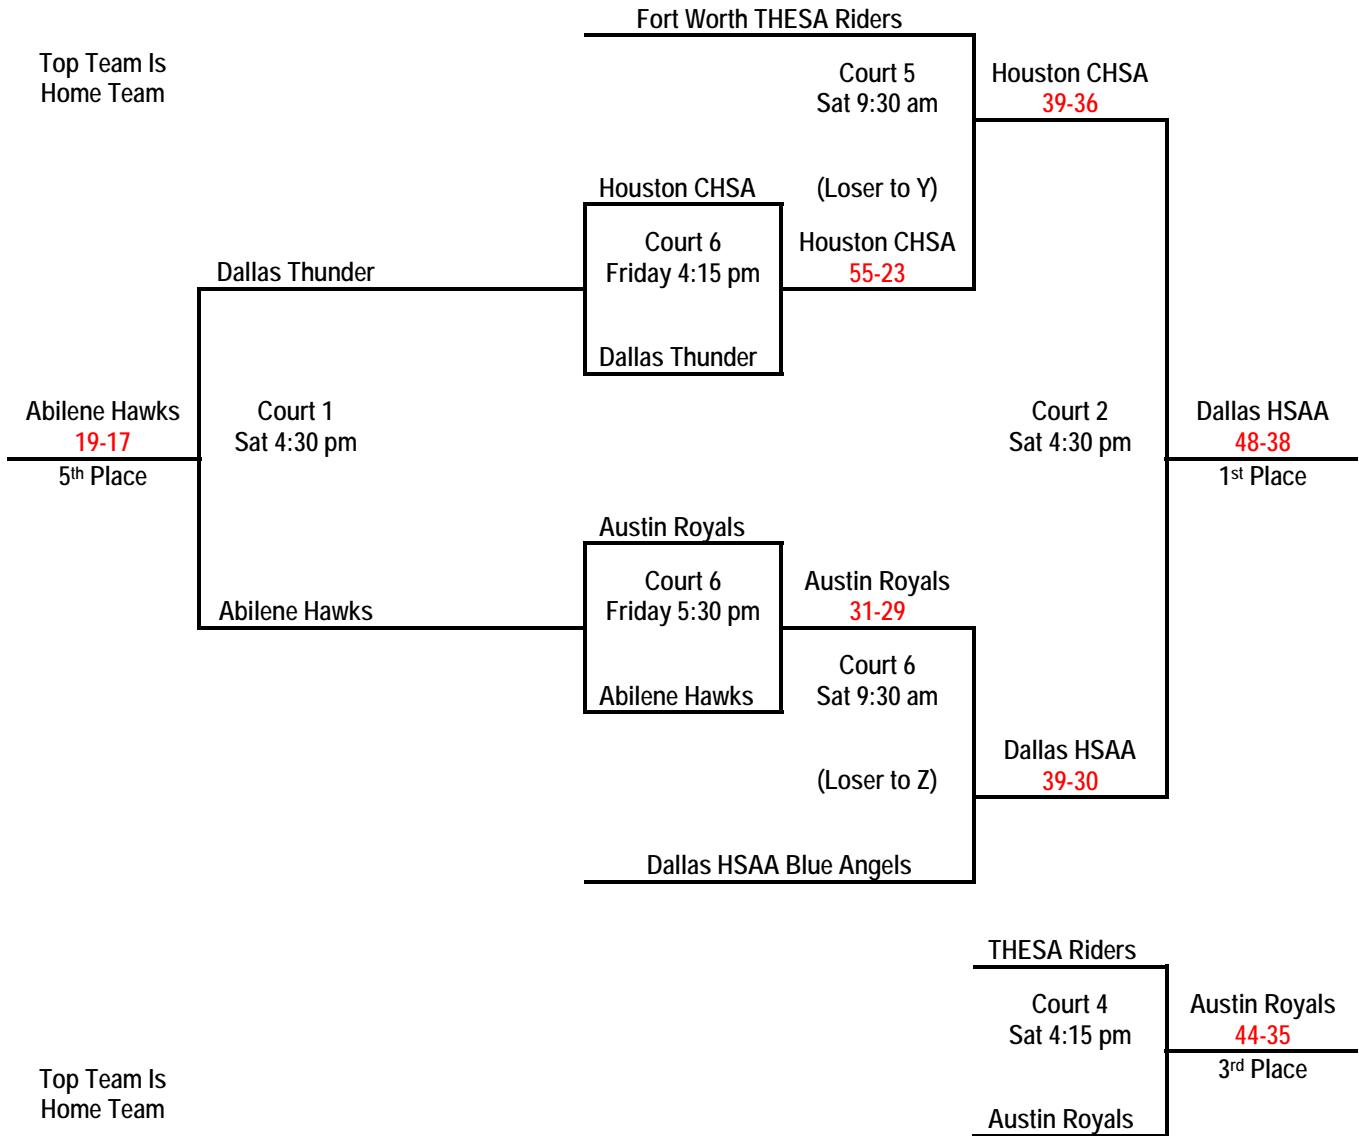 Fort Worth THESA Riders
Top Team Is
Home Team
Court 5
Sat 9:30 am
Houston CHSA
39-36
Houston CHSA
(Loser to Y)
Court 6
Friday 4:15 pm
Houston CHSA
55-23
Dallas Thunder
Dallas Thunder
Abilene Hawks
19-17
5th Place
Court 1
Sat 4:30 pm
Court 2
Sat 4:30 pm
Dallas HSAA
48-38
1st Place
Austin Royals
Court 6
Friday 5:30 pm
Austin Royals
31-29
Abilene Hawks
Abilene Hawks
Court 6
Sat 9:30 am
(Loser to Z)
Dallas HSAA
39-30
Dallas HSAA Blue Angels
THESA Riders
Court 4
Sat 4:15 pm
Austin Royals
44-35
3rd Place
Top Team Is
Home Team
Austin Royals